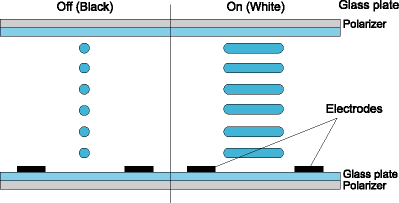 Off (Black)
On (White)
Glass plate
Polarizer
Electrodes
Glass plate
Polarizer